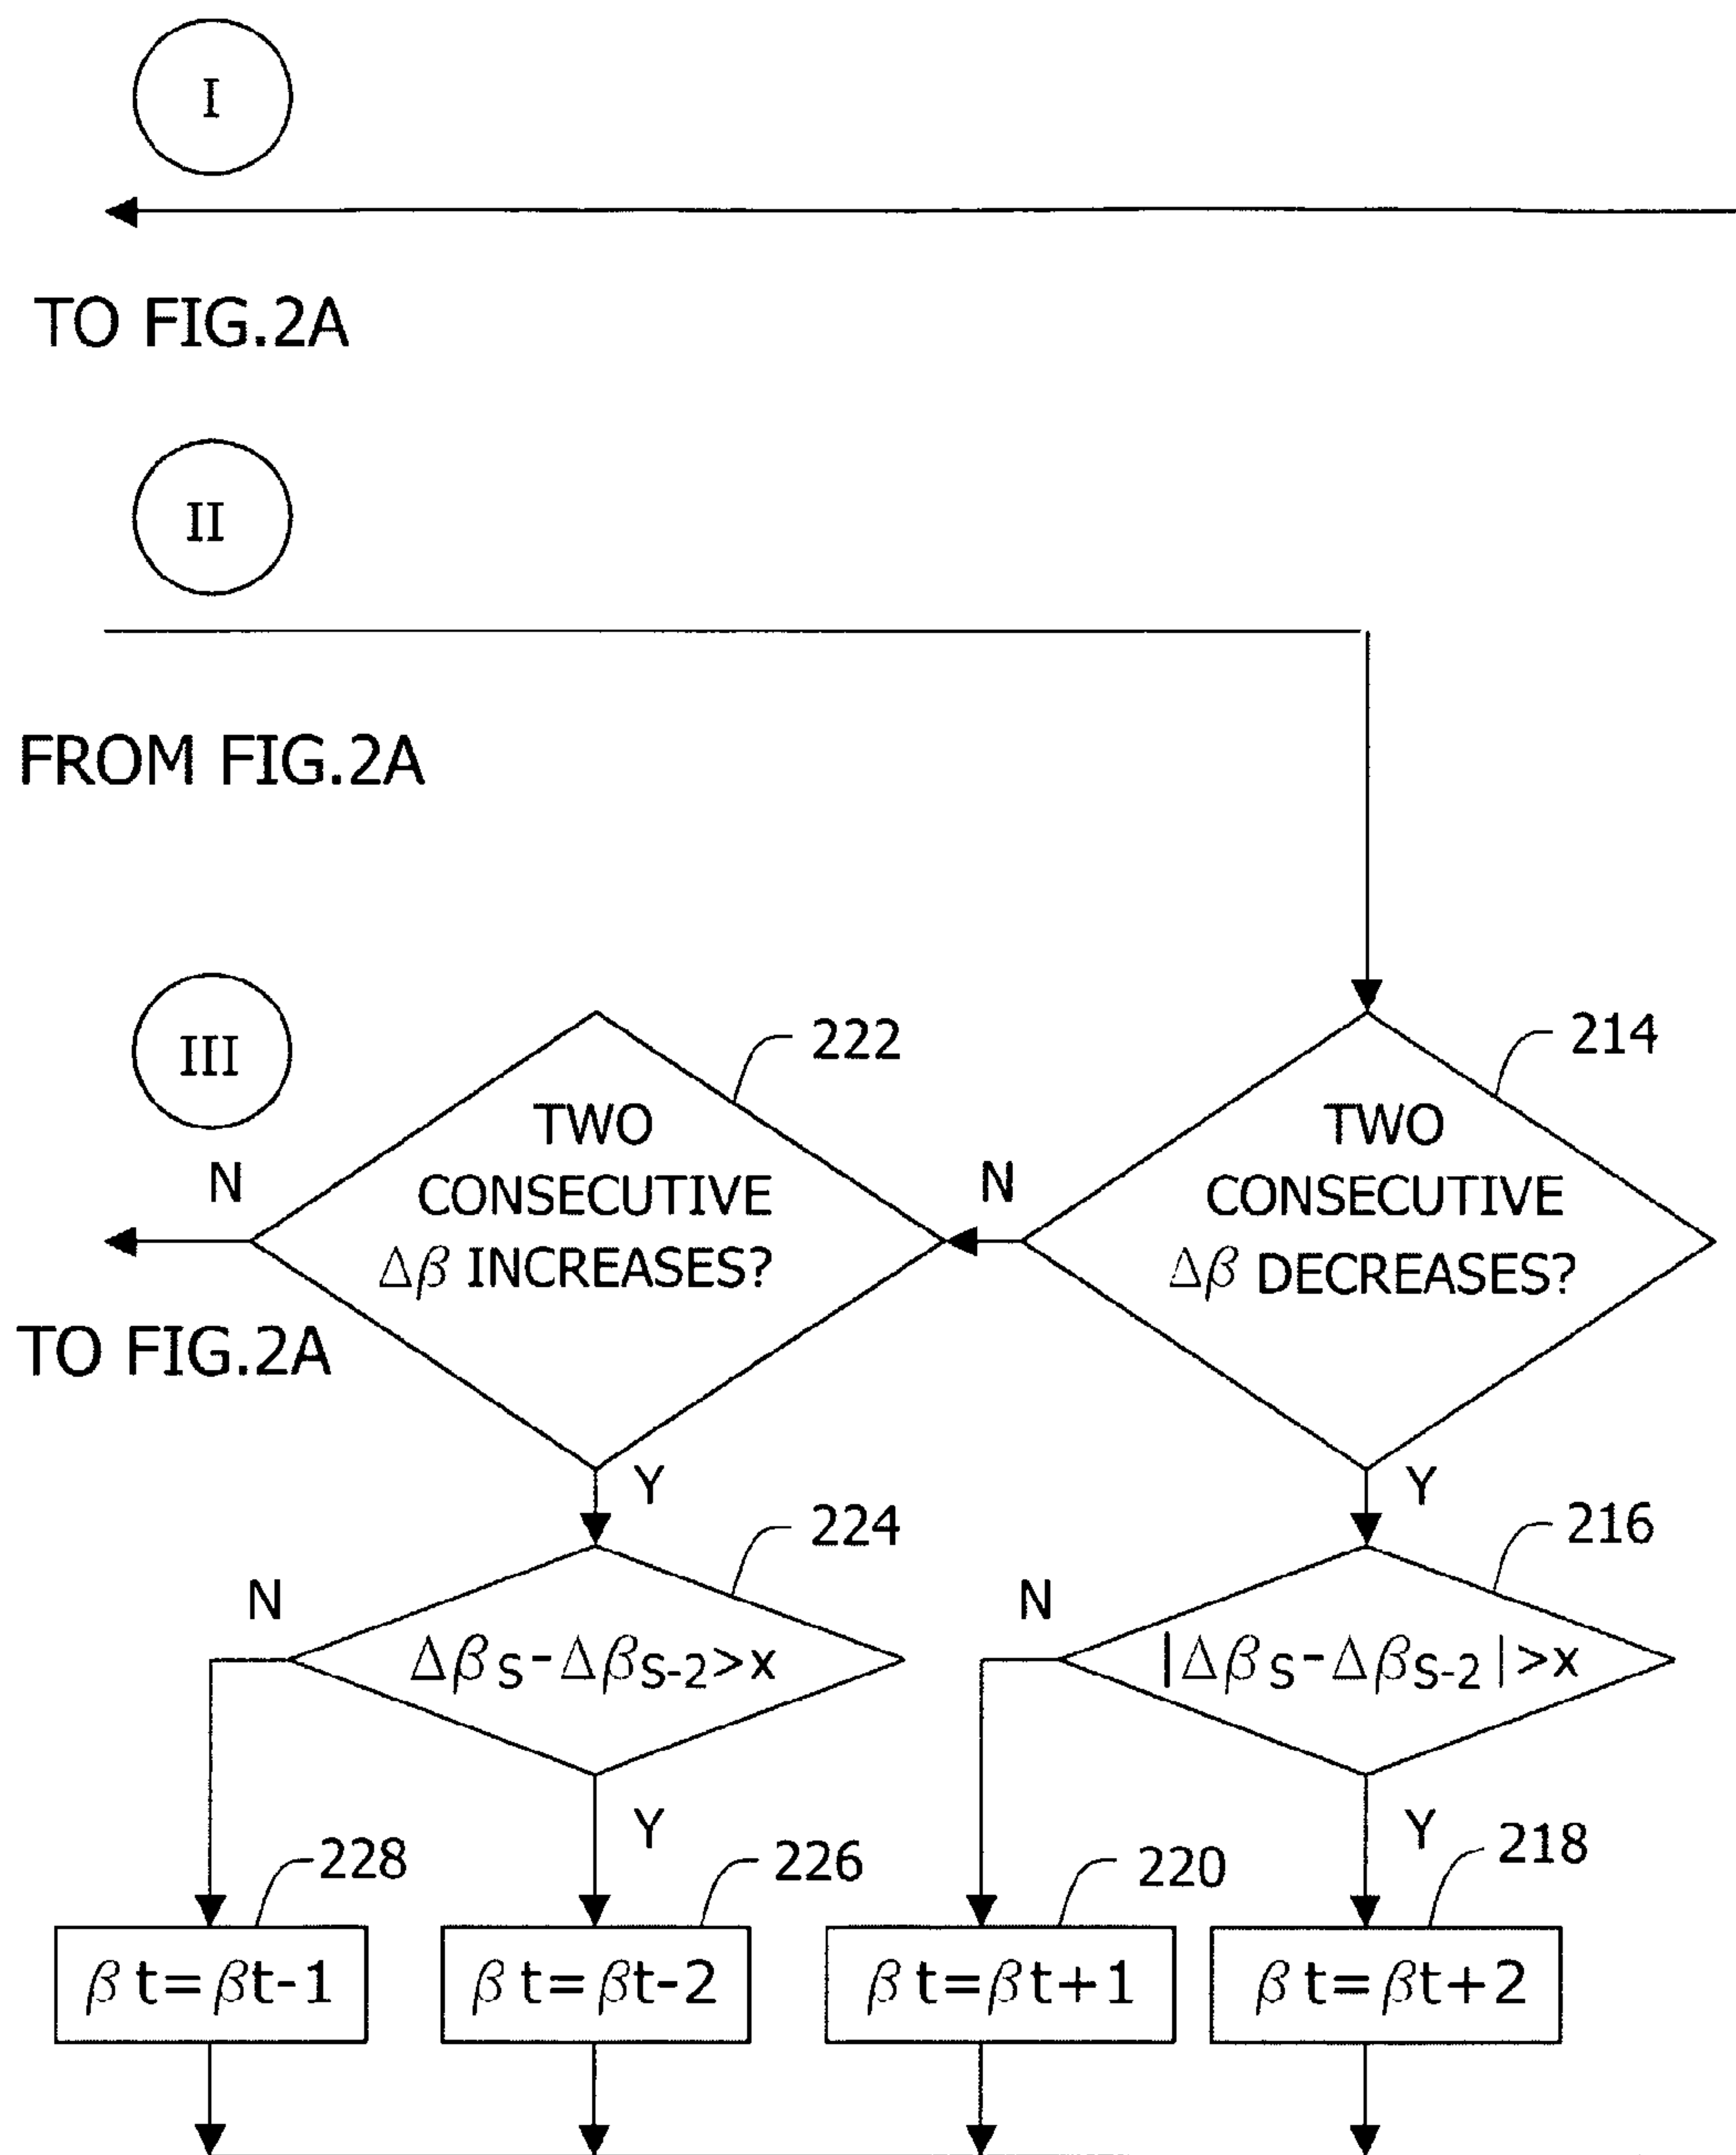 I
TO FIG.2A
II
FROM FIG.2A
III
222
214
TWO
CONSECUTIVE
Δβ INCREASES?
TWO
CONSECUTIVE
Δβ DECREASES?
N
N
TO FIG.2A
Y
Y
224
216
N
ΔβS-ΔβS-2>x
N
|ΔβS-ΔβS-2|>x
Y
Y
228
226
220
218
βt=βt-1
βt=βt-2
βt=βt+1
βt=βt+2